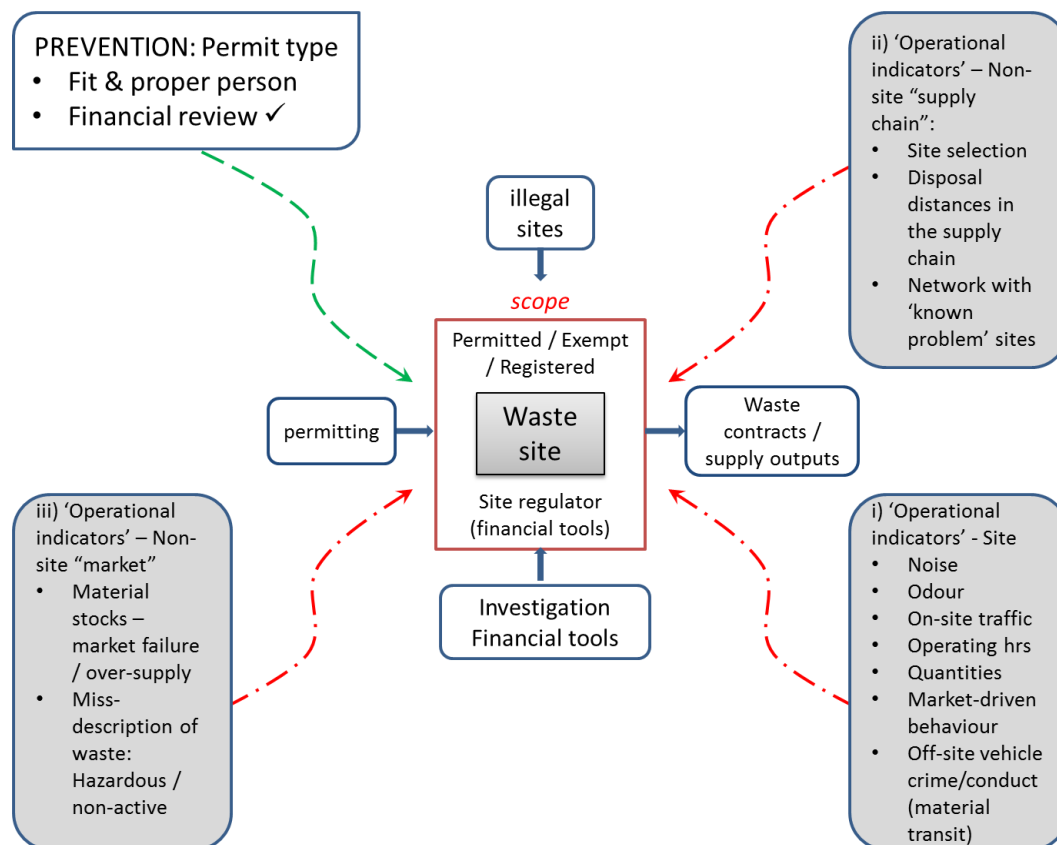 PREVENTION: Permit type
• Fit & proper person
• Financial review ✓
ii) ‘Operational
indicators’ – Non-
site “supply
chain”:
• Site selection
• Disposal
distances in
the supply
chain
• Network with
‘known
problem’ sites
illegal
sites
scope
Permitted / Exempt
/ Registered
Waste
site
Site regulator
(financial tools)
permitting
Waste
contracts /
supply outputs
Investigation
Financial tools
iii) ‘Operational
indicators’ – Non-
site “market”
• Material
stocks –
market failure
/ over-supply
• Miss-
description of
waste:
Hazardous /
non-active
i) ‘Operational
indicators’ - Site
• Noise
• Odour
• On-site traffic
• Operating hrs
• Quantities
• Market-driven
behaviour
• Off-site vehicle
crime/conduct
(material
transit)